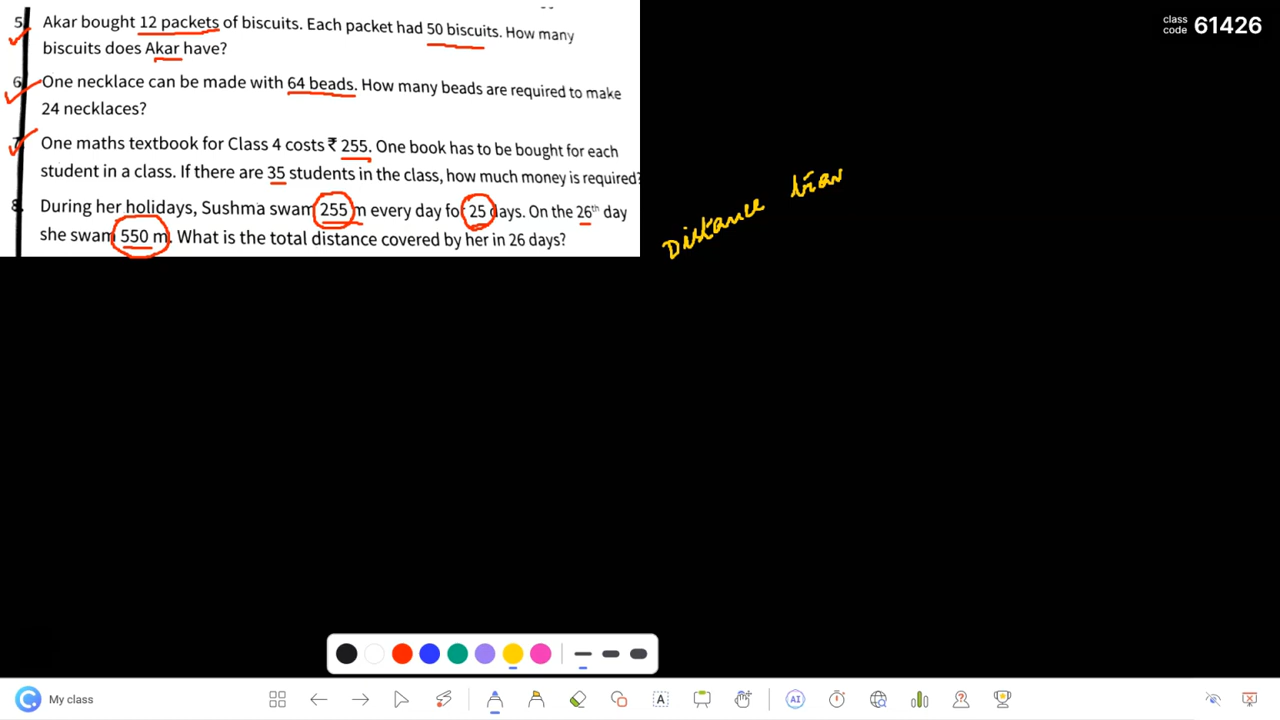 5. Akar bought 12 packets of biscuits. Each packet had 50 biscuits. How many
biscuits does Akar have?
6. One necklace can be made with 64 beads. How many beads are required to make
24 necklaces?
7. One maths textbook for Class 4 costs ₹ 255. One book has to be bought for each
student in a class. If there are 35 students in the class, how much money is required?
8. During her holidays, Sushma swam 255 m every day for 25 days. On the 26th day
she swam 550 m. What is the total distance covered by her in 26 days?
class
code 61426
Distance
My class
A
AI